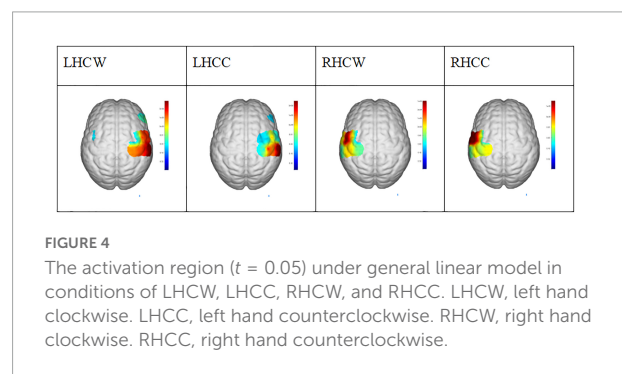 LHCW LHCC RHCW RHCC
FIGURE 4
The activation region (t = 0.05) under general linear model in
conditions of LHCW, LHCC, RHCW, and RHCC. LHCW, left hand
clockwise. LHCC, left hand counterclockwise. RHCW, right hand
clockwise. RHCC, right hand counterclockwise.